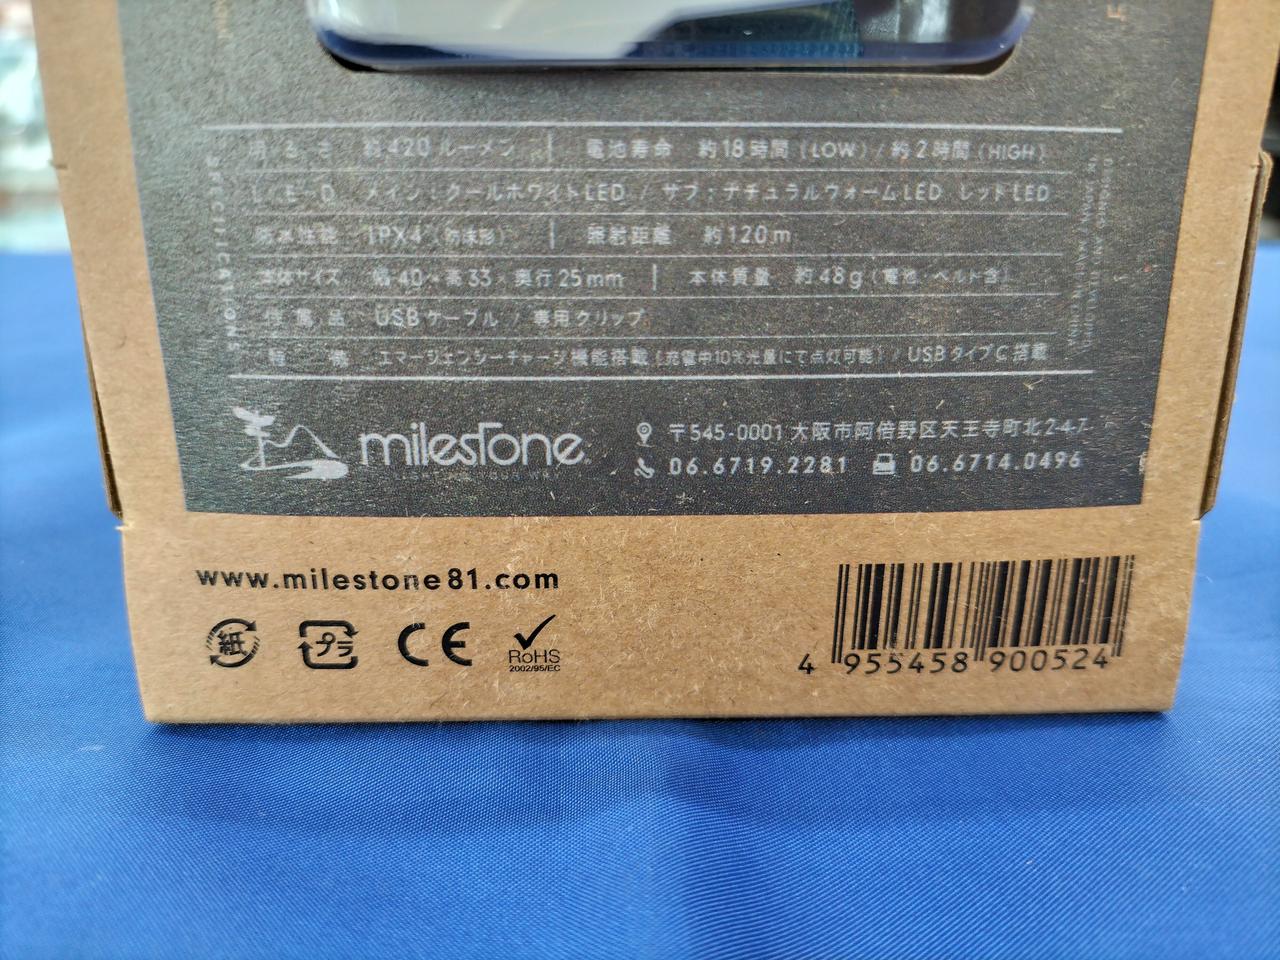 SPECIFICATIONS
明るさ 約420ルーメン | 電池寿命 約18時間(LOW)/約2時間(HIGH)
LED メイン:クールホワイトLED / サブ:ナチュラルウォームLED レッドLED
防水性能 IPX4(防沫形) | 照射距離 約120m
本体サイズ 幅40×高33×奥行25mm | 本体質量 約48g(電池、ベルト含)
付属品 USBケーブル / 専用クリップ
特徴 エマージェンシーチャージ機能搭載(充電中10%光量にて点灯可能) / USBタイプC搭載
milestone
〒545-0001 大阪市阿倍野区天王寺町北2-4-7
06.6719.2281 06.6714.0496
www.milestone81.com
紙 プラ CE RoHS
2002/95/EC
4 955458 900524